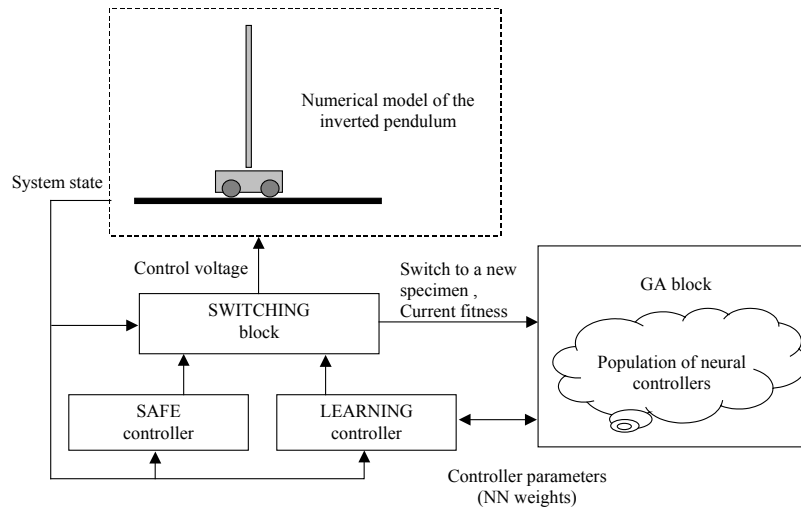 Numerical model of the
inverted pendulum
System state
Control voltage
Switch to a new
specimen ,
Current fitness
GA block
SWITCHING
block
Population of neural
controllers
SAFE
controller
LEARNING
controller
Controller parameters
(NN weights)